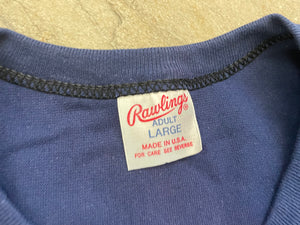 Rawlings®
ADULT
LARGE
MADE IN U.S.A.
FOR CARE SEE REVERSE